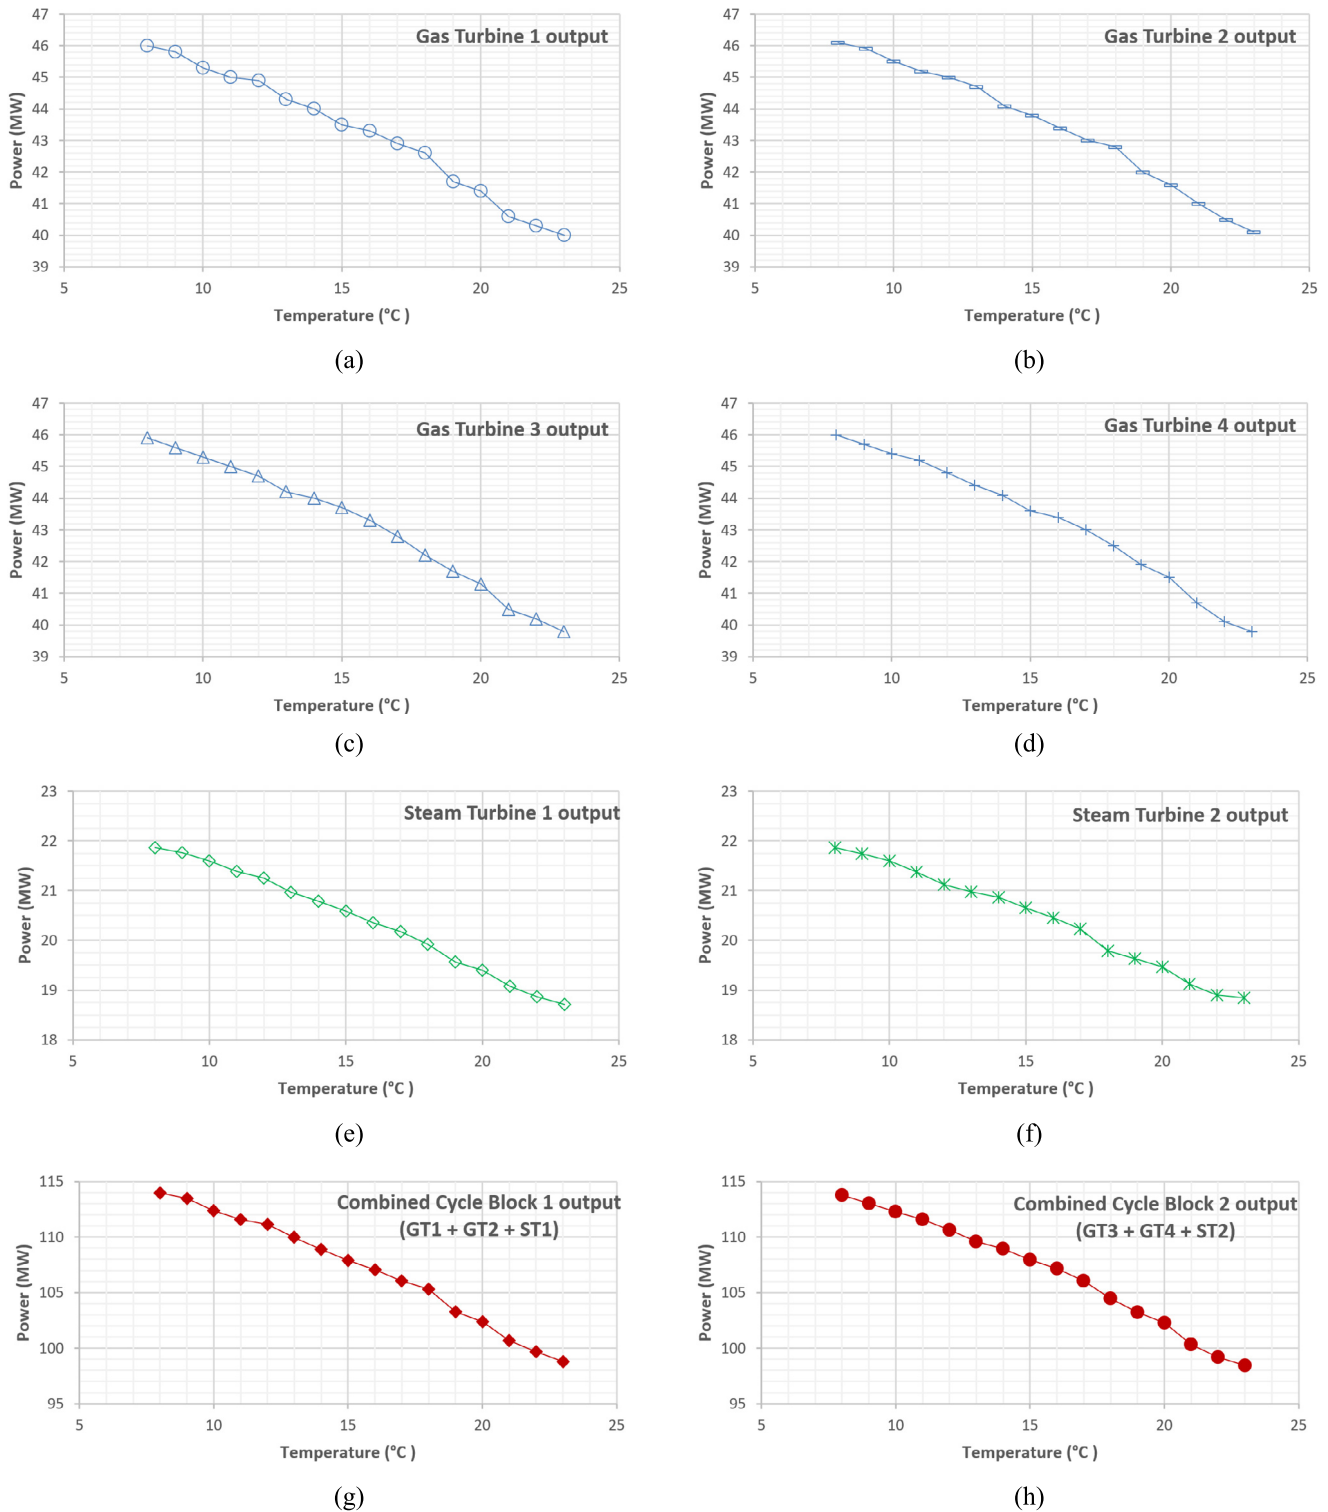 Gas Turbine 1 output
Power (MW)
47
46
45
44
43
42
41
40
39
5 10 15 20 25
Temperature (°C )
(a)
Gas Turbine 2 output
Power (MW)
47
46
45
44
43
42
41
40
39
5 10 15 20 25
Temperature (°C )
(b)
Gas Turbine 3 output
Power (MW)
47
46
45
44
43
42
41
40
39
5 10 15 20 25
Temperature (°C )
(c)
Gas Turbine 4 output
Power (MW)
47
46
45
44
43
42
41
40
39
5 10 15 20 25
Temperature (°C )
(d)
Steam Turbine 1 output
Power (MW)
23
22
21
20
19
18
5 10 15 20 25
Temperature (°C )
(e)
Steam Turbine 2 output
Power (MW)
23
22
21
20
19
18
5 10 15 20 25
Temperature (°C )
(f)
Combined Cycle Block 1 output
(GT1 + GT2 + ST1)
Power (MW)
115
110
105
100
95
5 10 15 20 25
Temperature (°C )
(g)
Combined Cycle Block 2 output
(GT3 + GT4 + ST2)
Power (MW)
115
110
105
100
95
5 10 15 20 25
Temperature (°C )
(h)